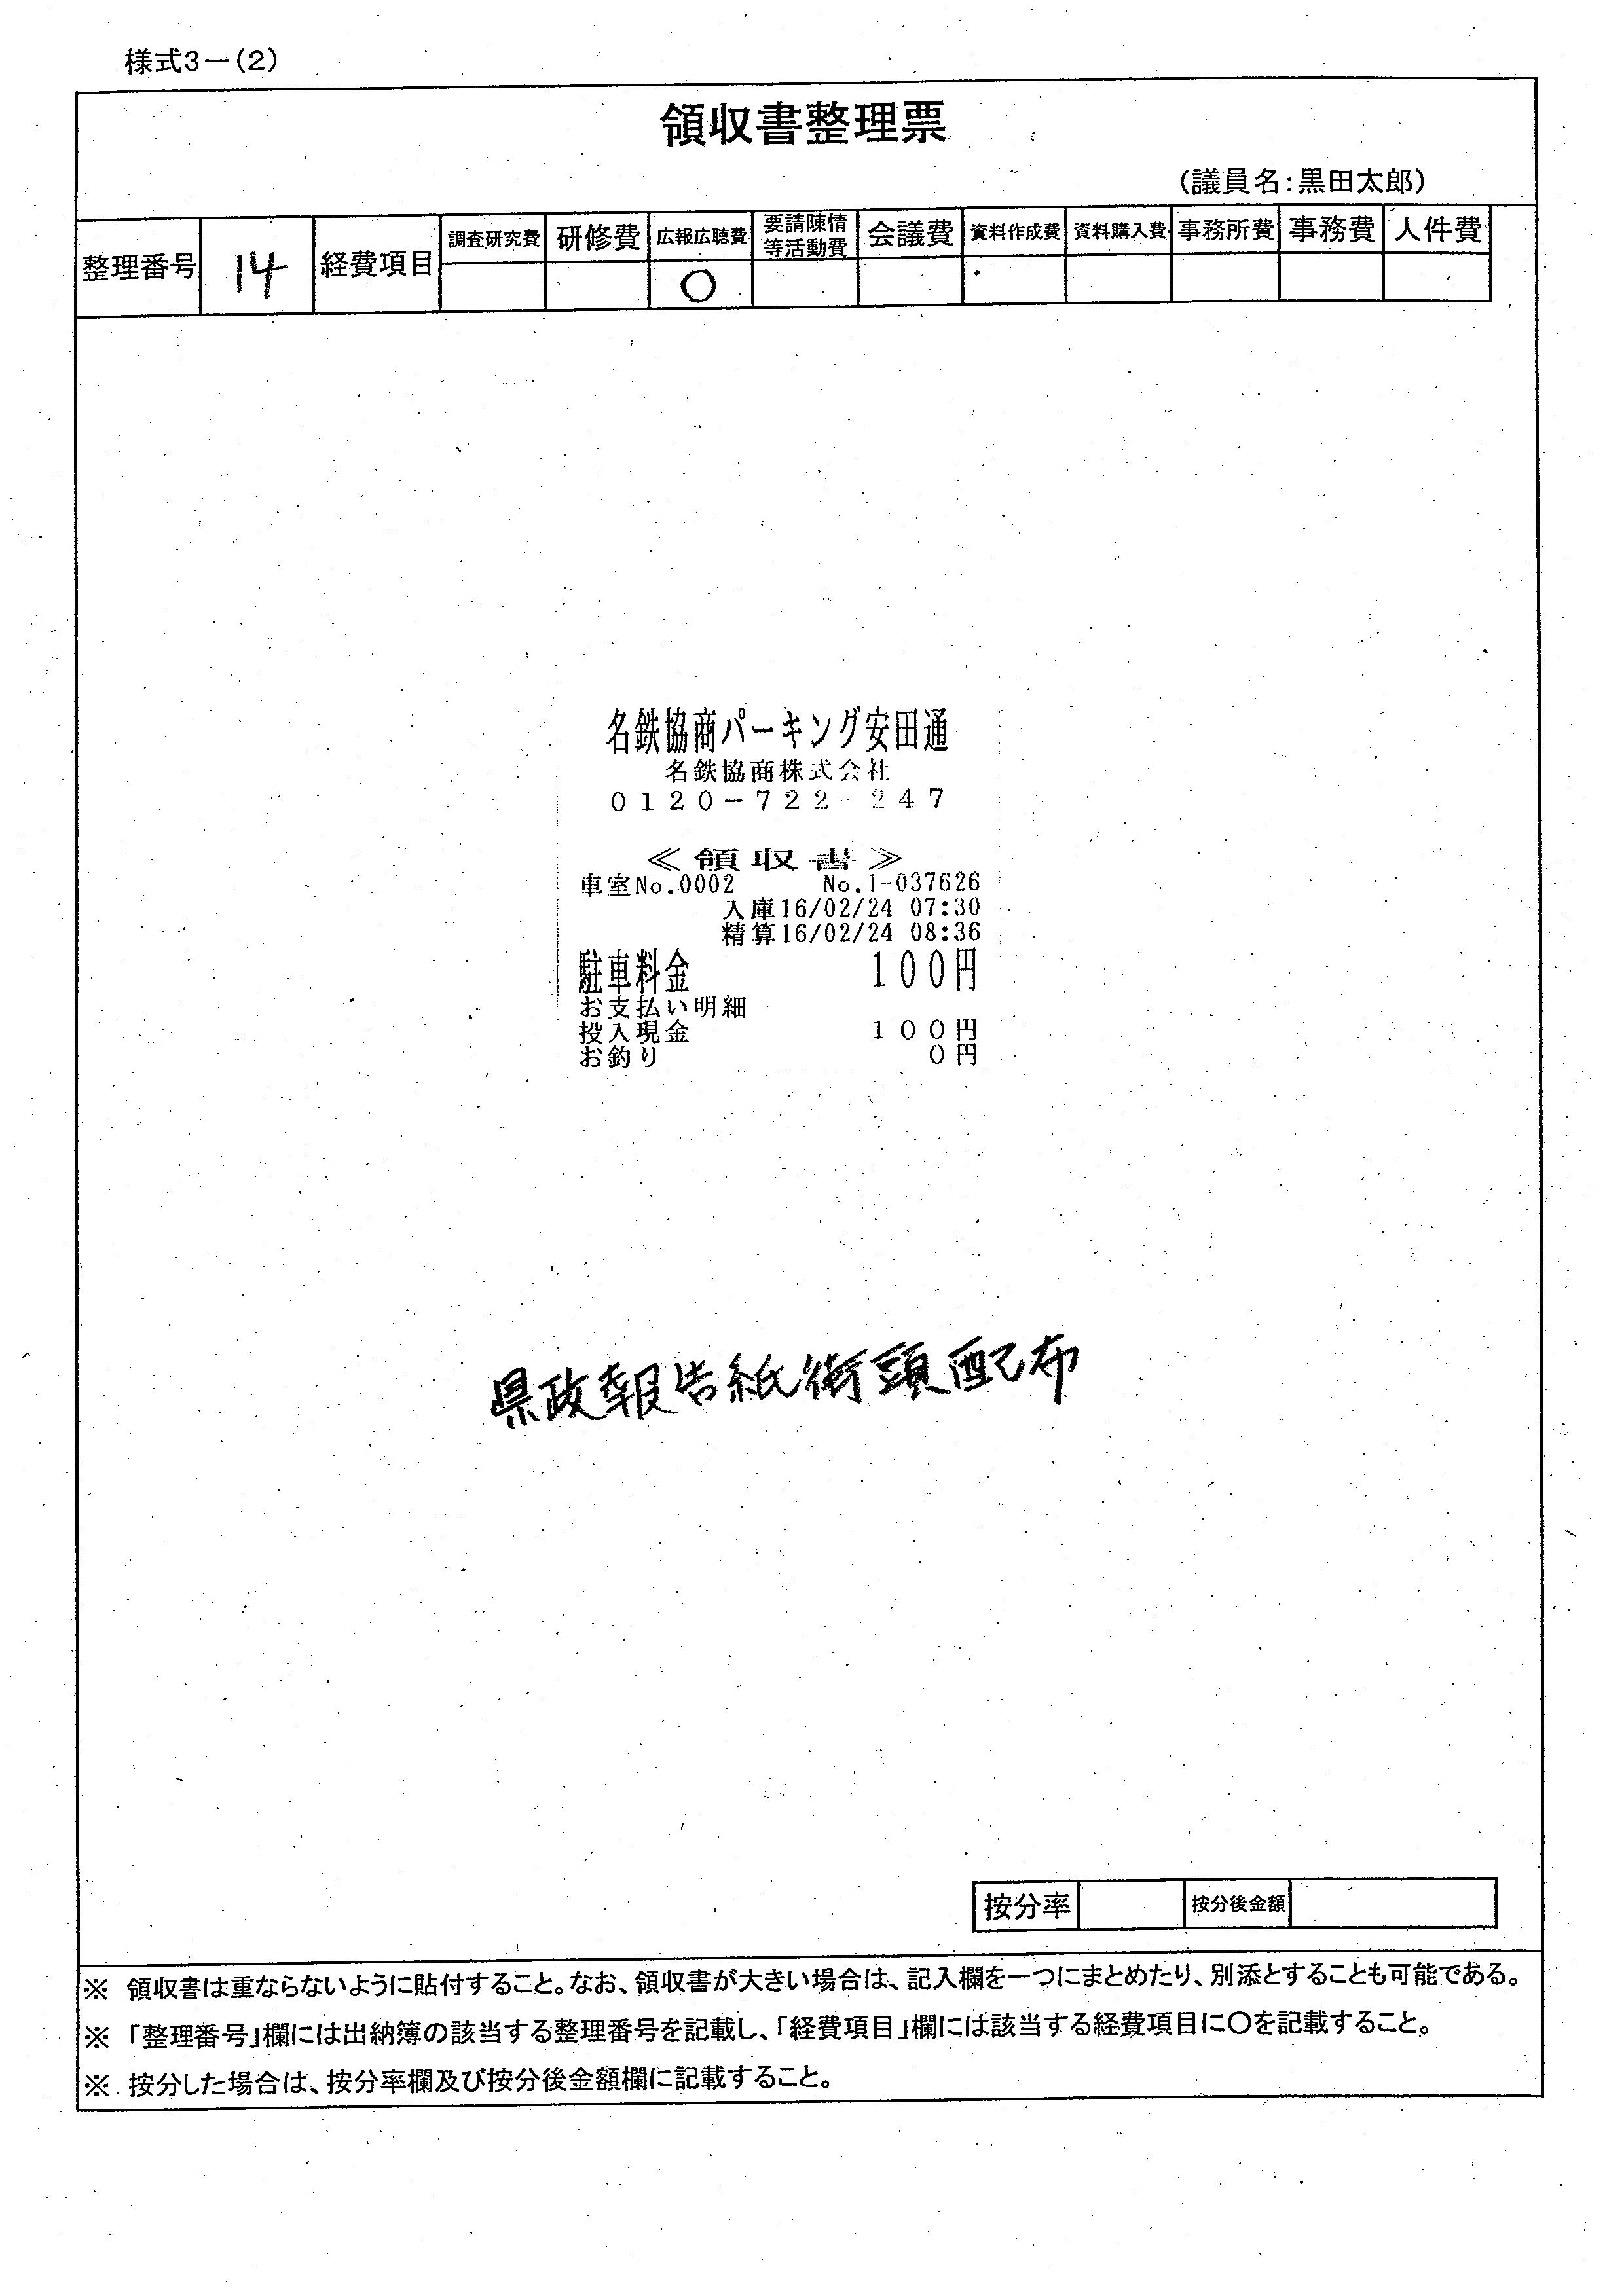 様式3－(2)
領収書整理票
(議員名：黒田太郎)
整理番号 14 経費項目 調査研究費 研修費 広報広聴費 要請陳情等活動費 会議費 資料作成費 資料購入費 事務所費 事務費 人件費
○
名鉄協商パーキング安田通
名鉄協商株式会社
0120-722-247
≪領収書≫
車室No.0002 No.1-037626
入庫16/02/24 07:30
精算16/02/24 08:36
駐車料金 100円
お支払い明細
投入現金 100円
お釣り 0円
県政報告紙街頭配布
按分率 按分後金額
※ 領収書は重ならないように貼付すること。なお、領収書が大きい場合は、記入欄を一つにまとめたり、別添とすることも可能である。
※ 「整理番号」欄には出納簿の該当する整理番号を記載し、「経費項目」欄には該当する経費項目に○を記載すること。
※ 按分した場合は、按分率欄及び按分後金額欄に記載すること。